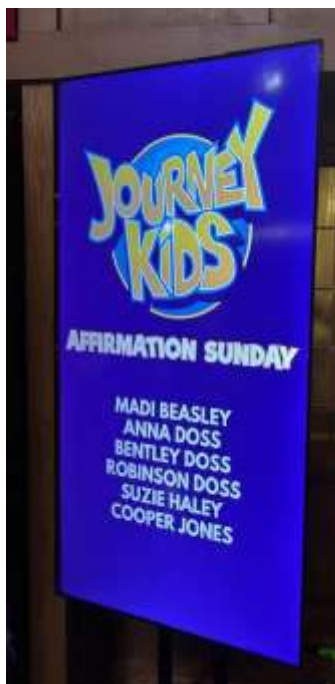 JOURNEY
KIDS
AFFIRMATION SUNDAY
MADI BEASLEY
ANNA DOSS
BENTLEY DOSS
ROBINSON DOSS
SUZIE HALEY
COOPER JONES